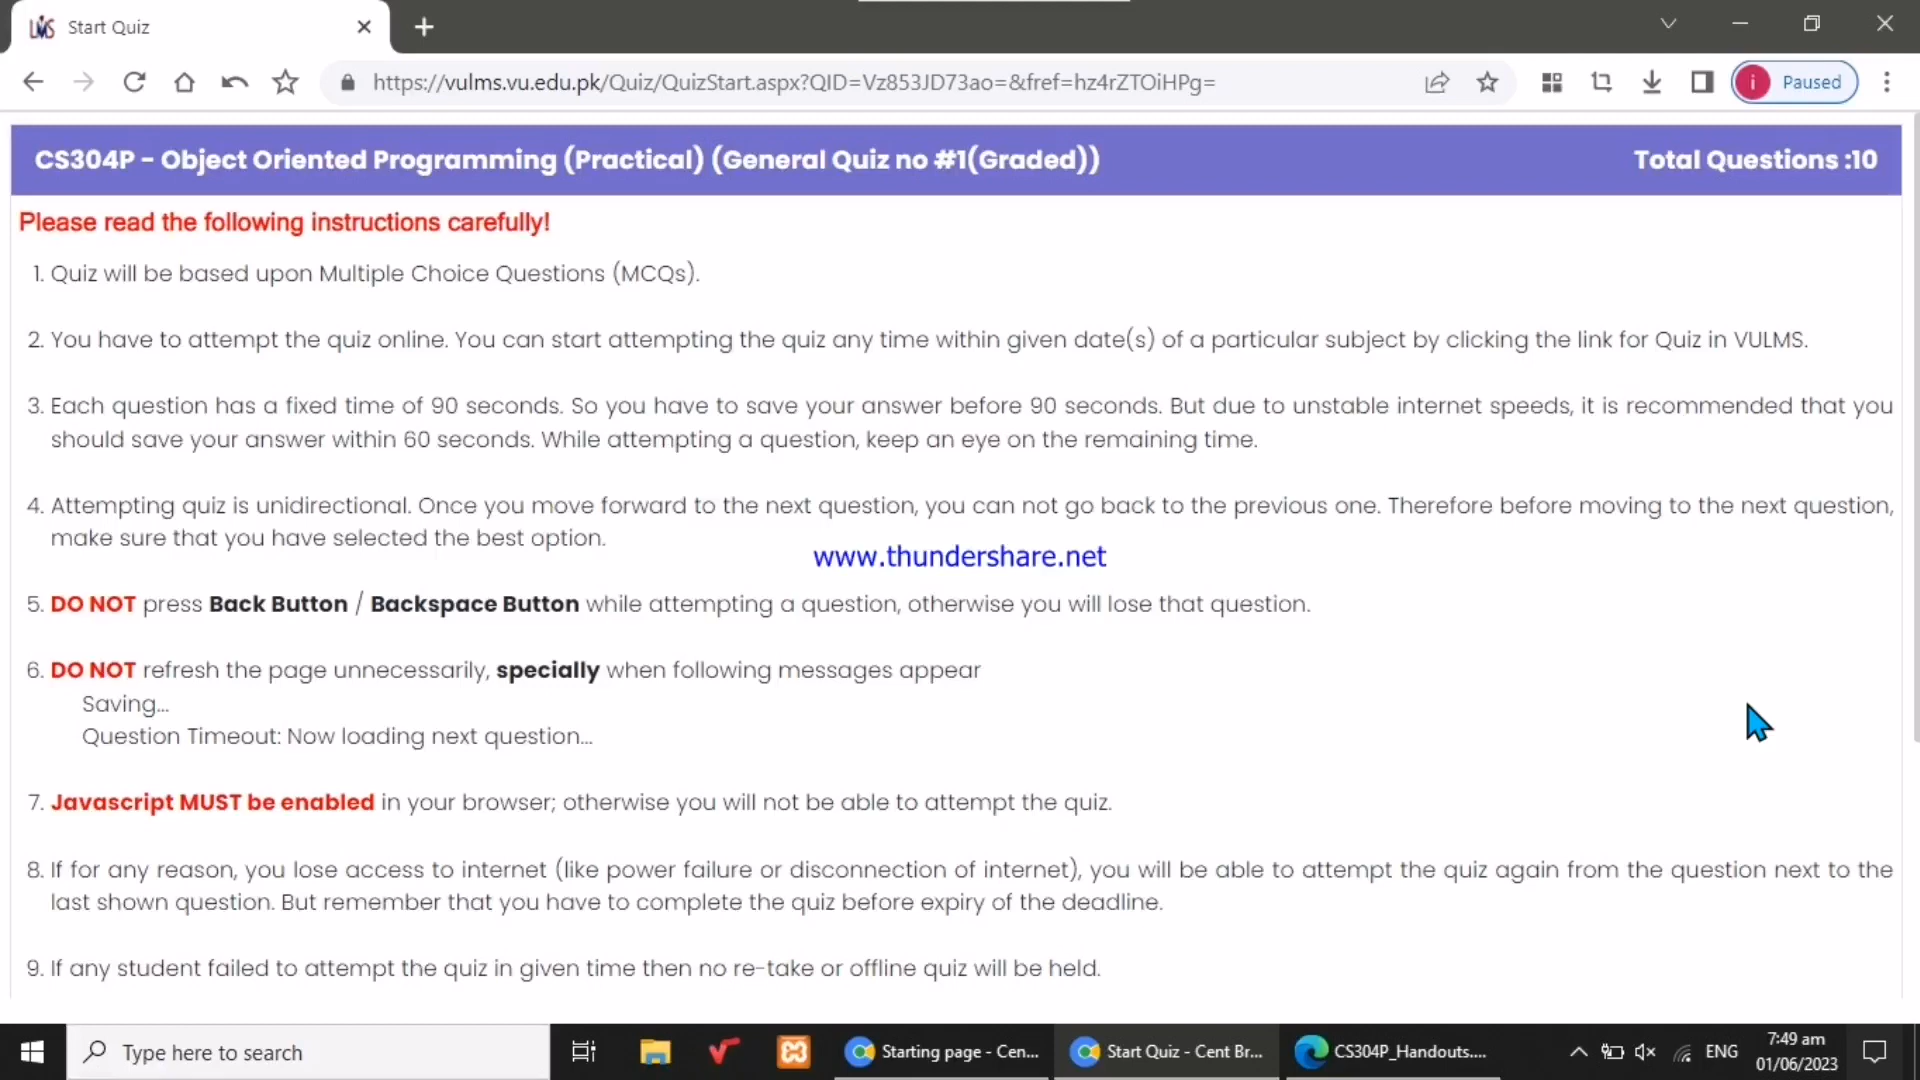 Start Quiz
https://vulms.vu.edu.pk/Quiz/QuizStart.aspx?QID=Vz853JD73ao=&fref=hz4rZTOiHPg=
i Paused
CS304P - Object Oriented Programming (Practical) (General Quiz no #1(Graded)) Total Questions :10
Please read the following instructions carefully!
1. Quiz will be based upon Multiple Choice Questions (MCQs).
2. You have to attempt the quiz online. You can start attempting the quiz any time within given date(s) of a particular subject by clicking the link for Quiz in VULMS.
3. Each question has a fixed time of 90 seconds. So you have to save your answer before 90 seconds. But due to unstable internet speeds, it is recommended that you
should save your answer within 60 seconds. While attempting a question, keep an eye on the remaining time.
4. Attempting quiz is unidirectional. Once you move forward to the next question, you can not go back to the previous one. Therefore before moving to the next question,
make sure that you have selected the best option.
www.thundershare.net
5. DO NOT press Back Button / Backspace Button while attempting a question, otherwise you will lose that question.
6. DO NOT refresh the page unnecessarily, specially when following messages appear
Saving...
Question Timeout: Now loading next question...
7. Javascript MUST be enabled in your browser; otherwise you will not be able to attempt the quiz.
8. If for any reason, you lose access to internet (like power failure or disconnection of internet), you will be able to attempt the quiz again from the question next to the
last shown question. But remember that you have to complete the quiz before expiry of the deadline.
9. If any student failed to attempt the quiz in given time then no re-take or offline quiz will be held.
Type here to search
Starting page - Cen...
Start Quiz - Cent Br...
CS304P_Handouts....
ENG
7:49 am
01/06/2023